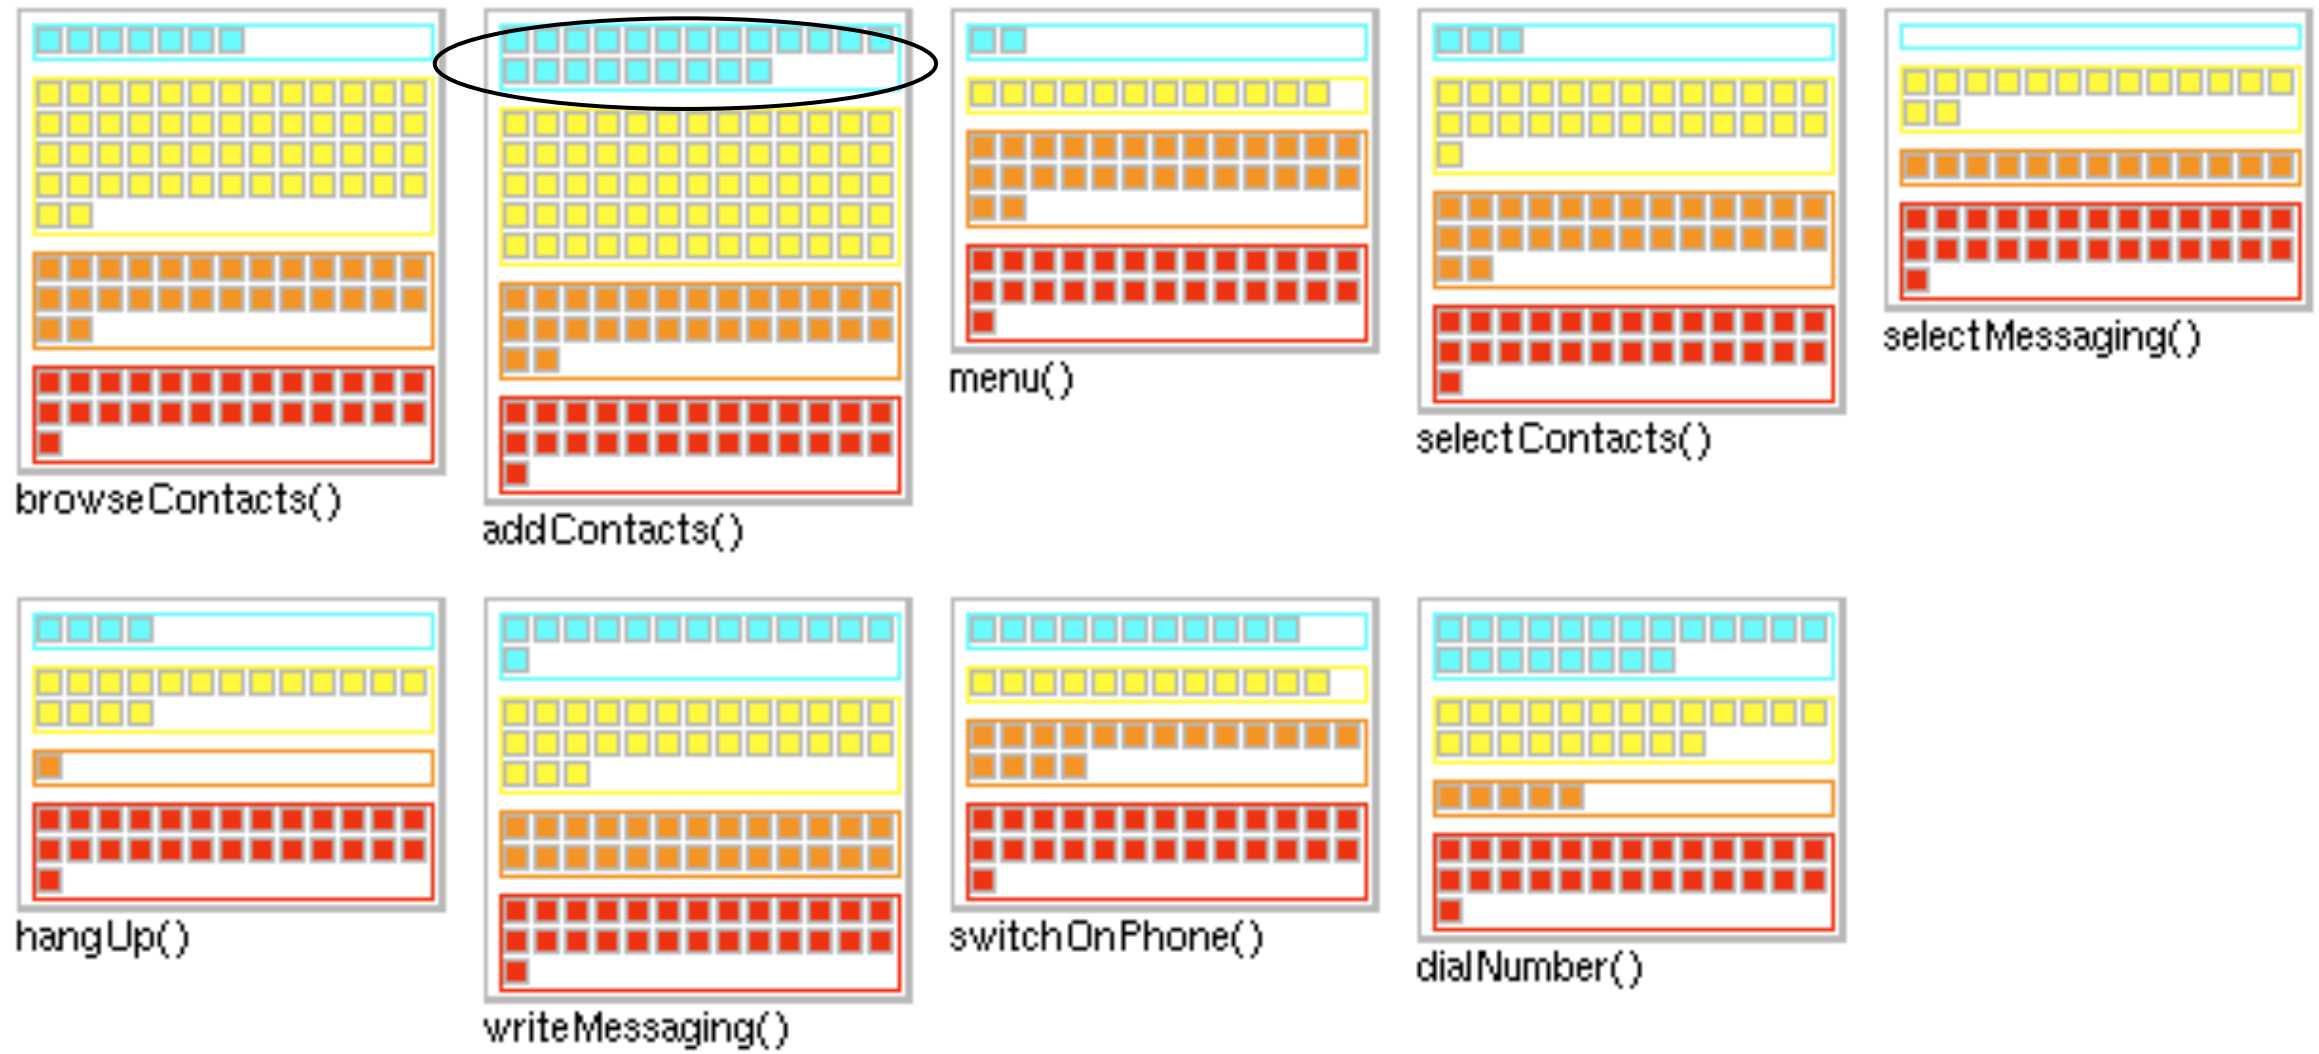 browseContacts()
addContacts()
menu()
selectContacts()
selectMessaging()
hangUp()
writeMessaging()
switchOnPhone()
dialNumber()